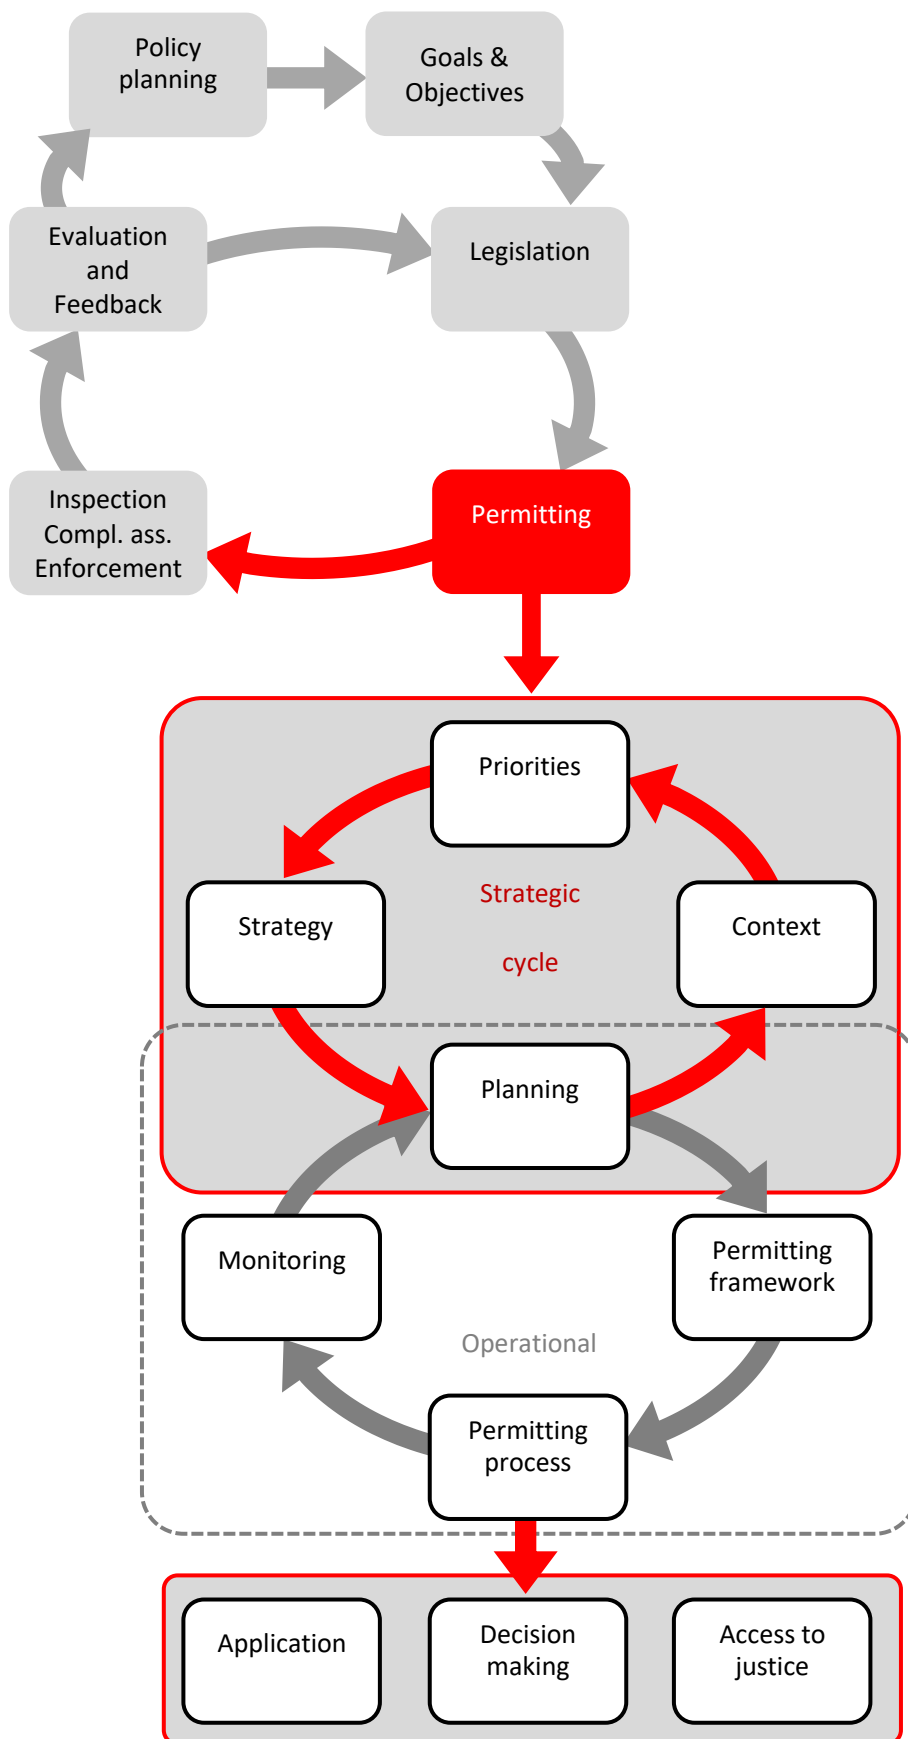 Policy
planning
Goals &
Objectives
Evaluation
and
Feedback
Legislation
Inspection
Compl. ass.
Enforcement
Permitting
Priorities
Strategic
cycle
Strategy
Context
Planning
Monitoring
Permitting
framework
Operational
Permitting
process
Application
Decision
making
Access to
justice